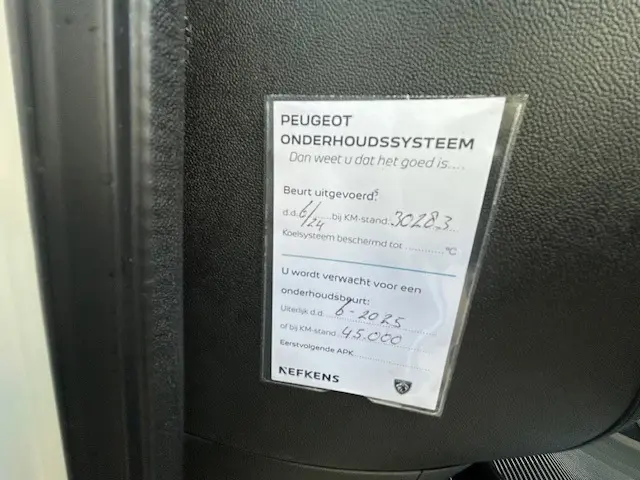 PEUGEOT
ONDERHOUDSSYSTEEM
Dan weet u dat het goed is....
Beurt uitgevoerd:
d.d. 6/24 bij KM-stand 30283
Koelsysteem beschermd tot ............°C
U wordt verwacht voor een
onderhoudsbeurt:
Uiterlijk d.d. 6-2025
of bij KM-stand 45.000
Eerstvolgende APK
NEFKENS